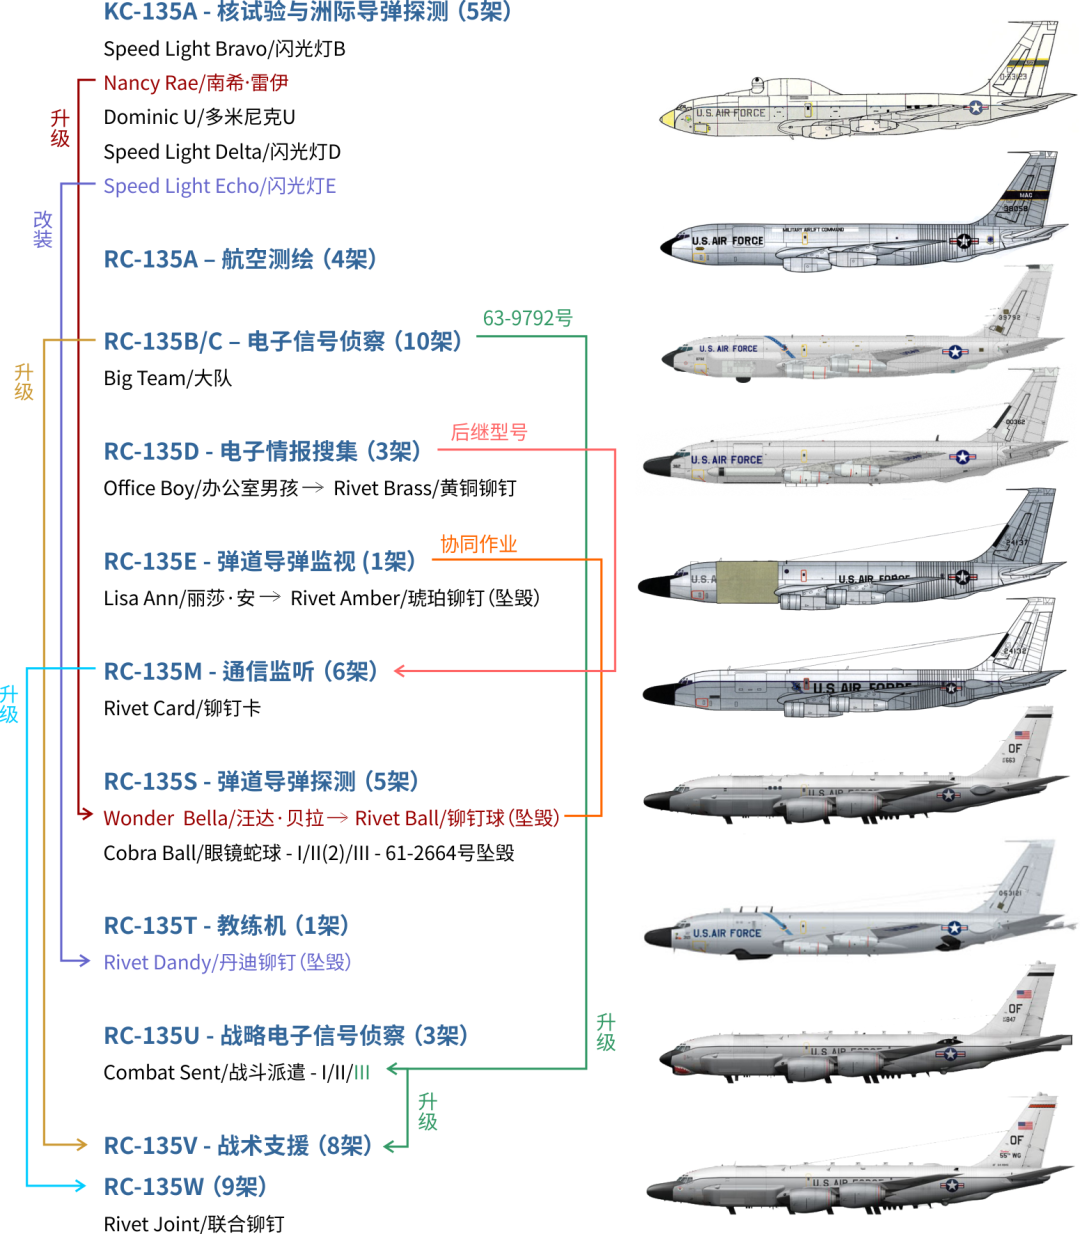 KC-135A - 核试验与洲际导弹探测（5架）
Speed Light Bravo/闪光灯B
Nancy Rae/南希·雷伊
升级
Dominic U/多米尼克U
Speed Light Delta/闪光灯D
Speed Light Echo/闪光灯E
改装
RC-135A – 航空测绘（4架）
63-9792号
RC-135B/C – 电子信号侦察（10架）
升级
Big Team/大队
后继型号
RC-135D - 电子情报搜集（3架）
Office Boy/办公室男孩→ Rivet Brass/黄铜铆钉
协同作业
RC-135E - 弹道导弹监视 (1架）
Lisa Ann/丽莎·安→ Rivet Amber/琥珀铆钉（坠毁）
RC-135M - 通信监听（6架）
升级
Rivet Card/铆钉卡
RC-135S - 弹道导弹探测（5架）
Wonder Bella/汪达·贝拉→ Rivet Ball/铆钉球（坠毁）
Cobra Ball/眼镜蛇球 - I/II(2)/III - 61-2664号坠毁
RC-135T - 教练机（1架）
Rivet Dandy/丹迪铆钉（坠毁）
RC-135U - 战略电子信号侦察（3架）
升级
Combat Sent/战斗派遣 - I/II/III
升级
RC-135V - 战术支援（8架）
RC-135W（9架）
Rivet Joint/联合铆钉
U.S. AIR FORCE
MAC
MILITARY AIRLIFT COMMAND
U.S. AIR FORCE
U.S. AIR FORCE
00362
U.S. AIR FORCE
24137
U.S. A
U.S. AIR FORCE
24132
U.S. AIR FORCE
OF
U.S. AIR FORCE
U.S. AIR FORCE
OF
U.S. AIR FORCE
OF
55th WG
U.S. AIR FORCE